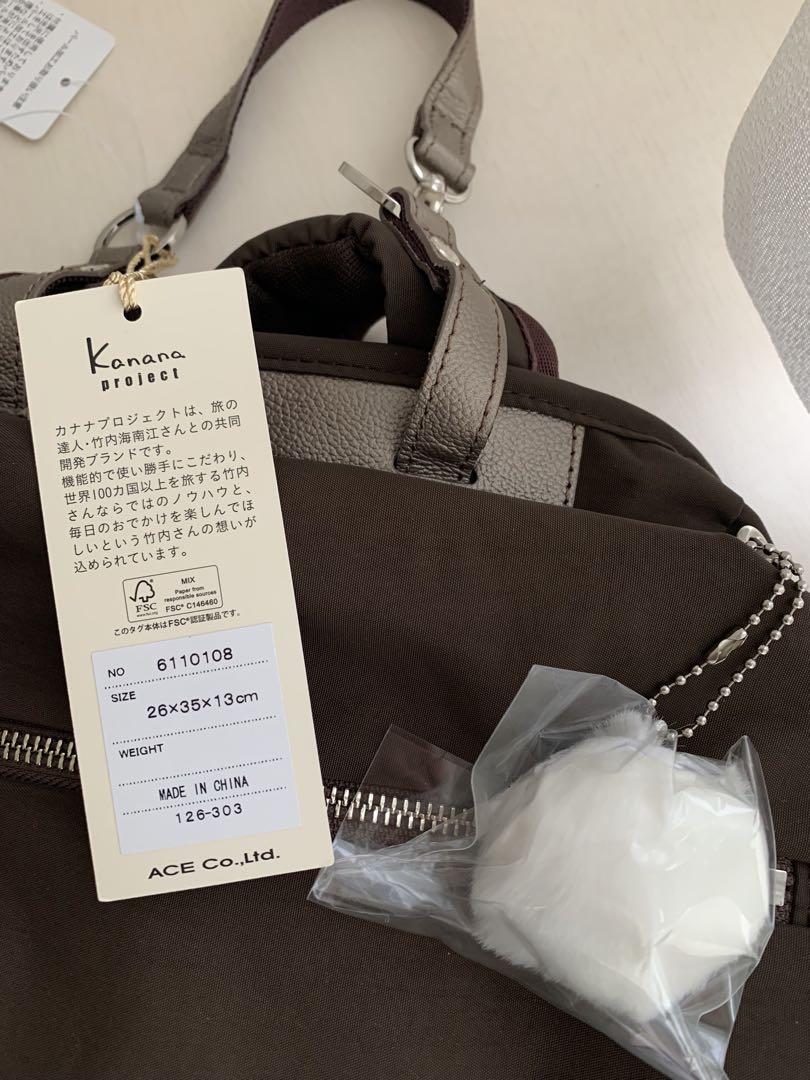 Kanana
project
カナナプロジェクトは、旅の
達人・竹内海南江さんとの共同
開発ブランドです。
機能的で使い勝手にこだわり、
世界100カ国以上を旅する竹内
さんならではのノウハウと、
毎日のおでかけを楽しんでほ
しいという竹内さんの想いが
込められています。
FSC
www.fsc.org
MIX
Paper from
responsible sources
FSC® C146460
このタグ本体はFSC®認証製品です。
NO 6110108
SIZE
26×35×13cm
WEIGHT
MADE IN CHINA
126-303
ACE Co.,Ltd.